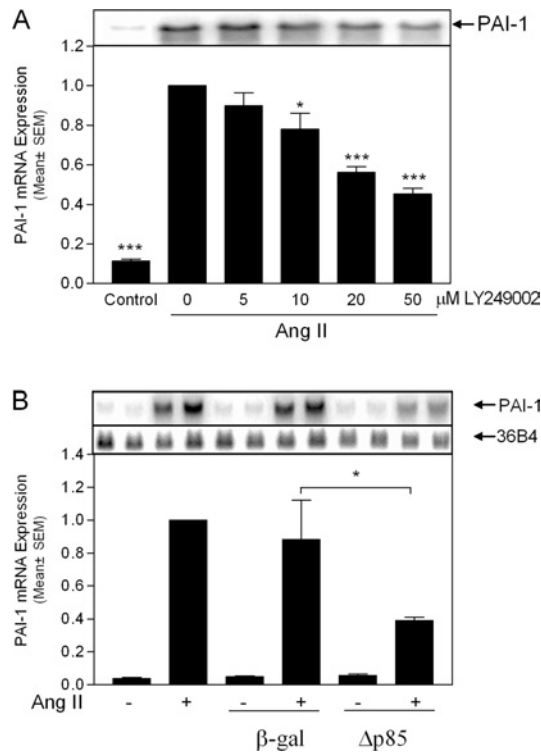 A
PAI-1
PAI-1 mRNA Expression
(Mean± SEM)
1.2
1.0
0.8
0.6
0.4
0.2
0.0
***
*
***
***
Control 0 5 10 20 50 μM LY249002
Ang II
B
PAI-1
36B4
PAI-1 mRNA Expression
(Mean± SEM)
1.4
1.2
1.0
0.8
0.6
0.4
0.2
0.0
*
Ang II - + - + - +
β-gal Δp85